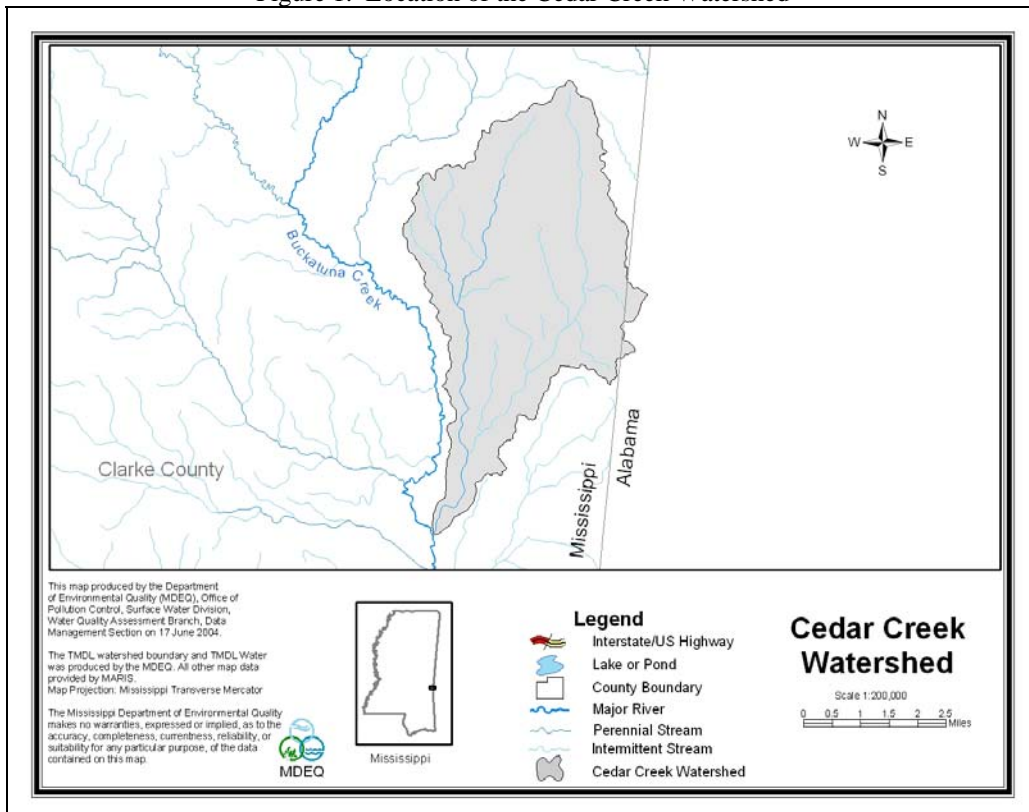 Figure 1. Location of the Cedar Creek Watershed
N
W E
S
Buckatuna Creek
Clarke County
Mississippi
Alabama
This map produced by the Department
of Environmental Quality (MDEQ), Office of
Pollution Control, Surface Water Division,
Water Quality Assessment Branch, Data
Management Section on 17 June 2004.
The TMDL watershed boundary and TMDL Water
was produced by the MDEQ. All other map data
provided by MARIS.
Map Projection: Mississippi Transverse Mercator
The Mississippi Department of Environmental Quality
makes no warranties, expressed or implied, as to the
accuracy, completeness, currentness, reliability, or
suitability for any particular purpose, of the data
contained on this map.
MDEQ
Mississippi
Legend
Interstate/US Highway
Lake or Pond
County Boundary
Major River
Perennial Stream
Intermittent Stream
Cedar Creek Watershed
Cedar Creek
Watershed
Scale 1:200,000
0 0.5 1 1.5 2 2.5
Miles